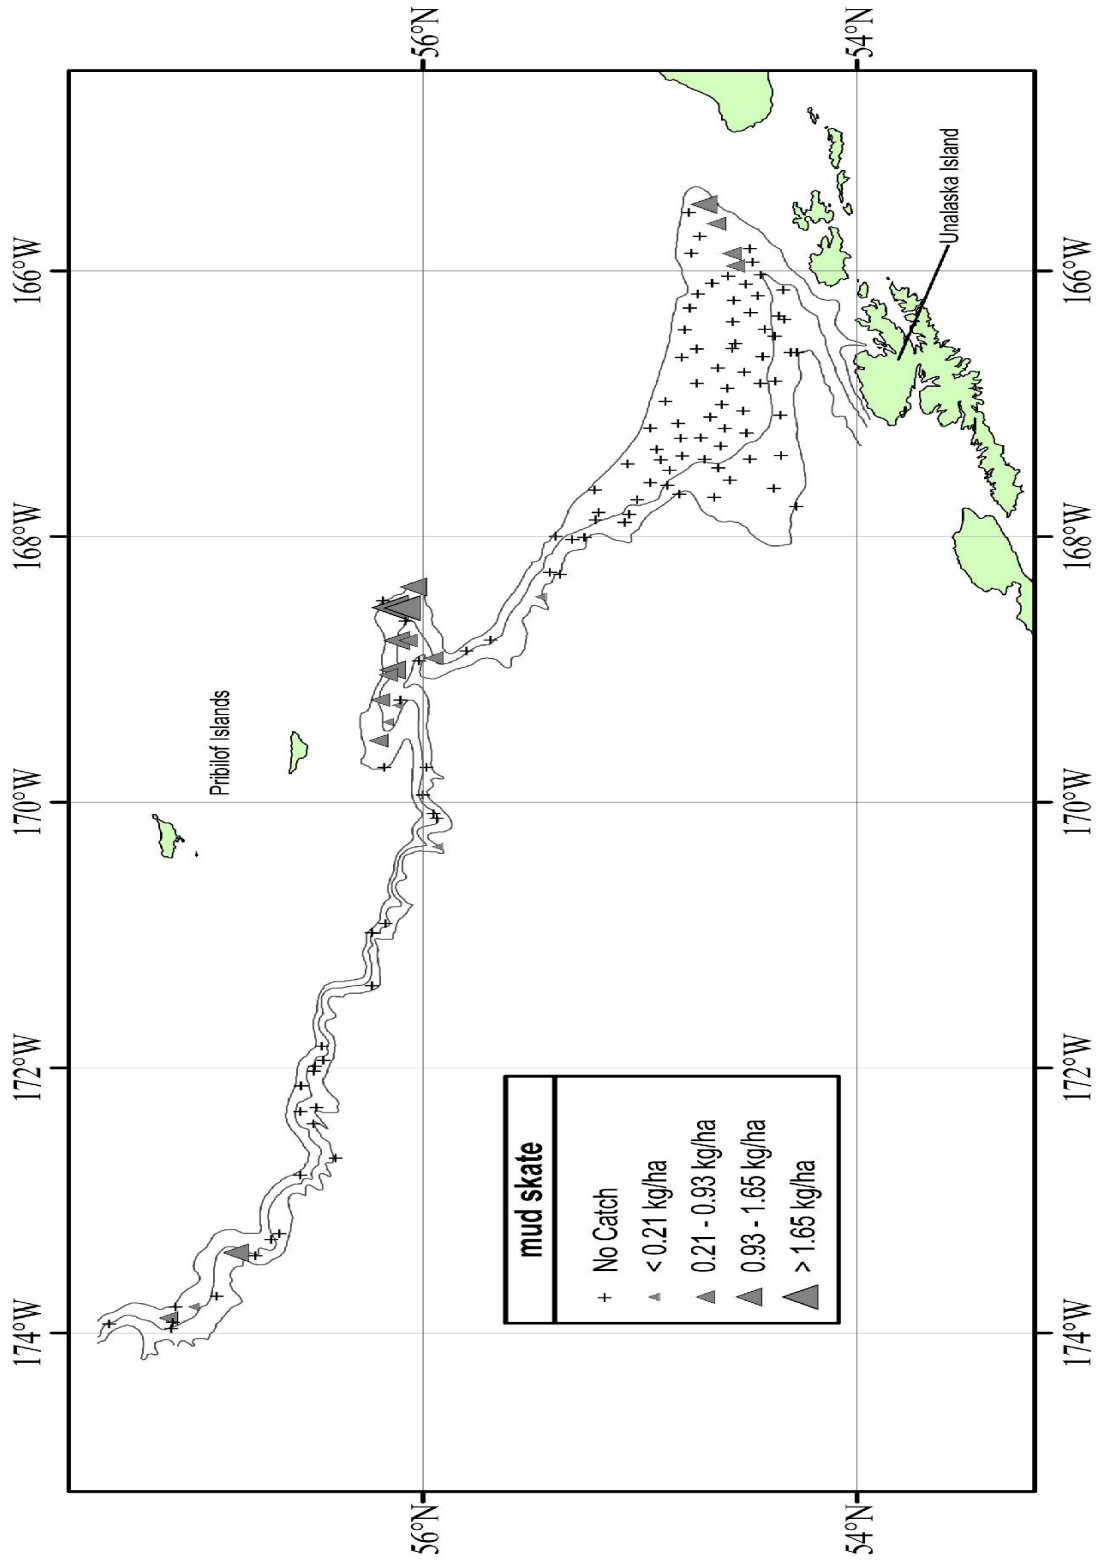 174°W
172°W
170°W
168°W
166°W
56°N
56°N
54°N
54°N
Pribilof Islands
Unalaska Island
mud skate
No Catch
< 0.21 kg/ha
0.21 - 0.93 kg/ha
0.93 - 1.65 kg/ha
> 1.65 kg/ha
174°W
172°W
170°W
168°W
166°W